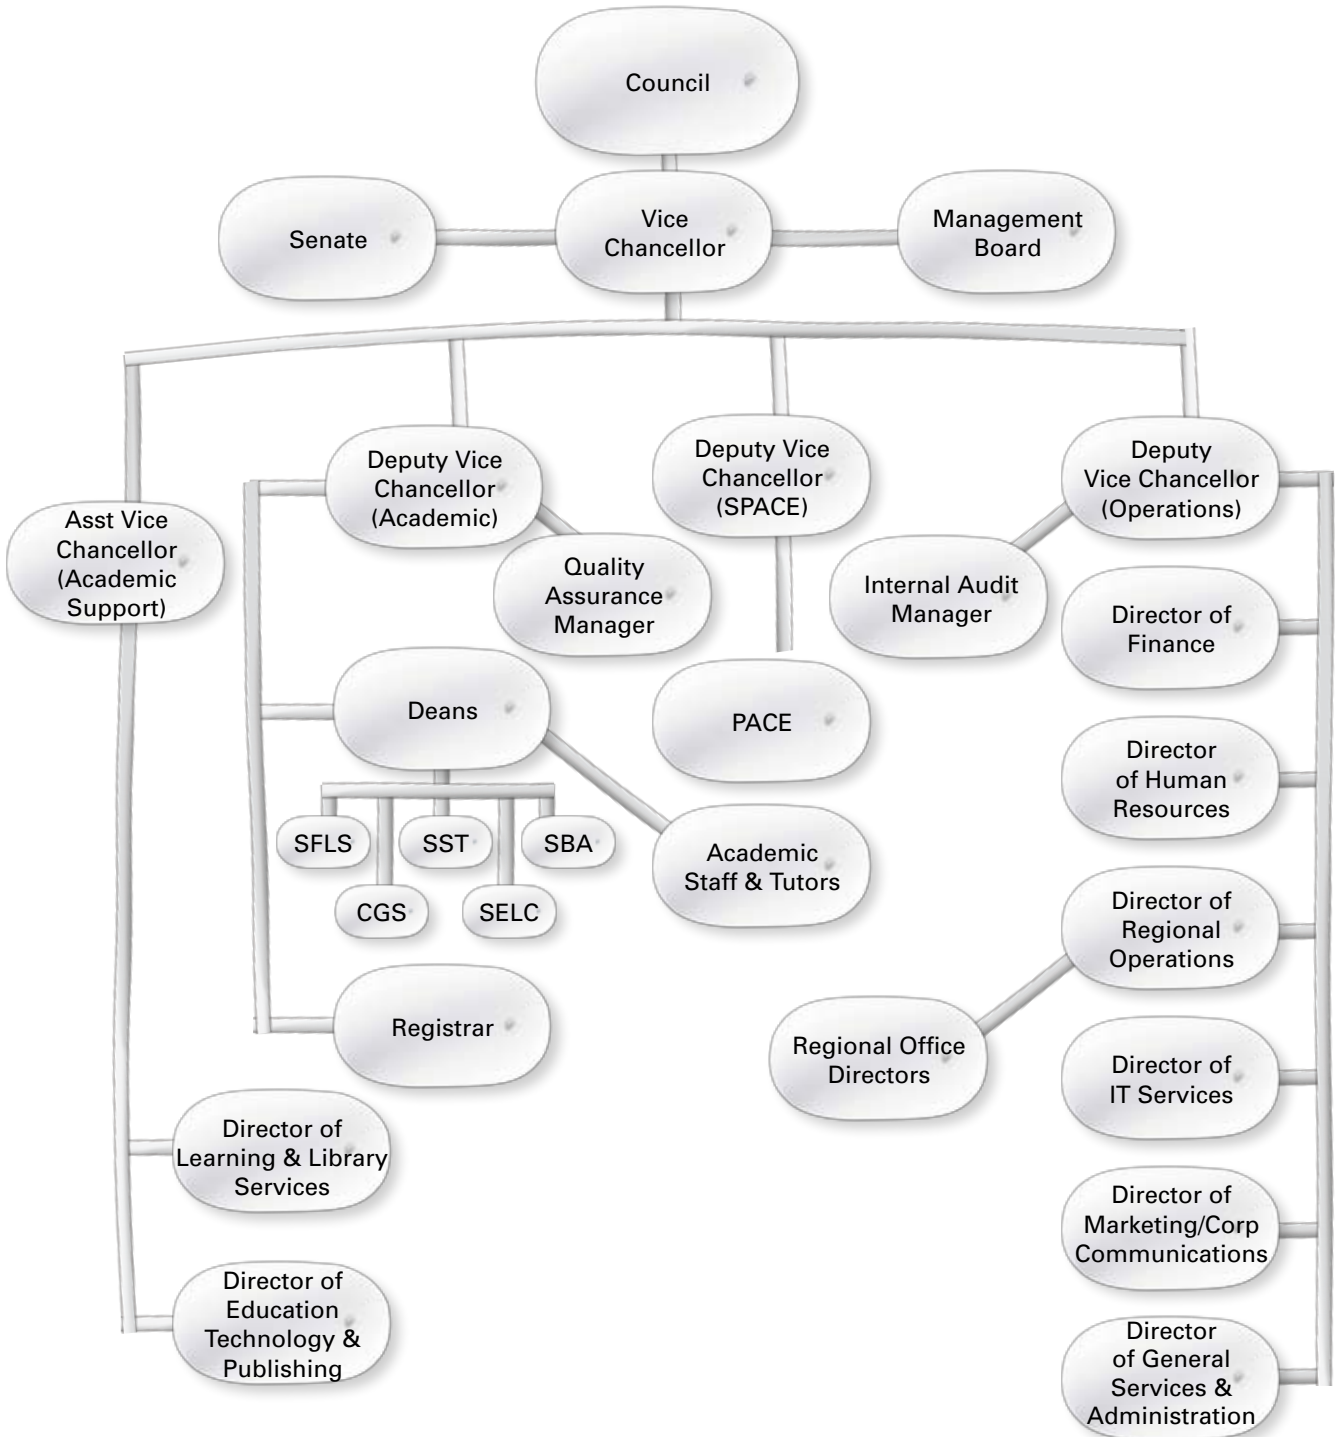 Council
Senate
Vice
Chancellor
Management
Board
Asst Vice
Chancellor
(Academic
Support)
Deputy Vice
Chancellor
(Academic)
Quality
Assurance
Manager
Deputy Vice
Chancellor
(SPACE)
Deputy
Vice Chancellor
(Operations)
Internal Audit
Manager
Director of
Finance
Deans
PACE
Director
of Human
Resources
SFLS
SST
SBA
CGS
SELC
Academic
Staff & Tutors
Director of
Regional
Operations
Registrar
Regional Office
Directors
Director of
IT Services
Director of
Learning & Library
Services
Director of
Marketing/Corp
Communications
Director of
Education
Technology &
Publishing
Director
of General
Services &
Administration